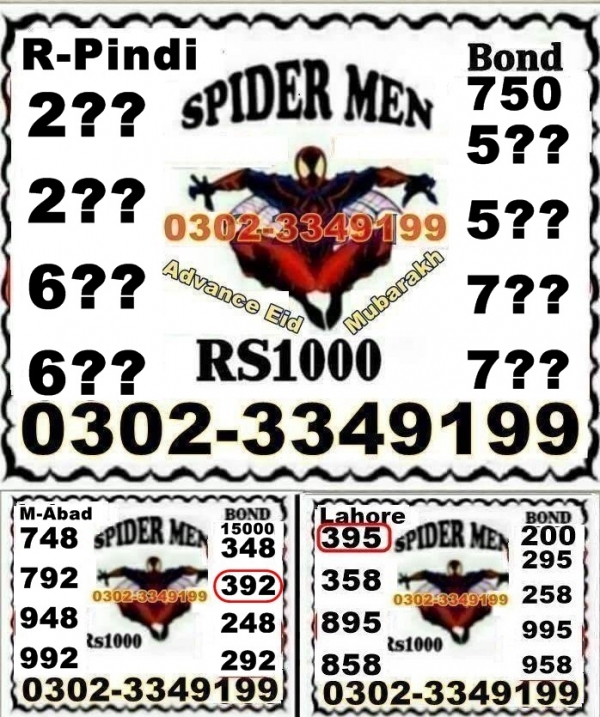 R-Pindi
Bond
750
SPIDER MEN
2??
5??
2??
5??
0302-3349199
Advance Eid
Mubarakh
6??
7??
6??
7??
RS1000
0302-3349199
M-Abad
BOND
15000
SPIDER MEN
748
348
792
392
0302-3349199
948
248
Rs1000
992
292
0302-3349199
Lahore
BOND
200
SPIDER MEN
395
295
358
258
0302-3349199
895
995
Rs1000
858
958
0302-3349199